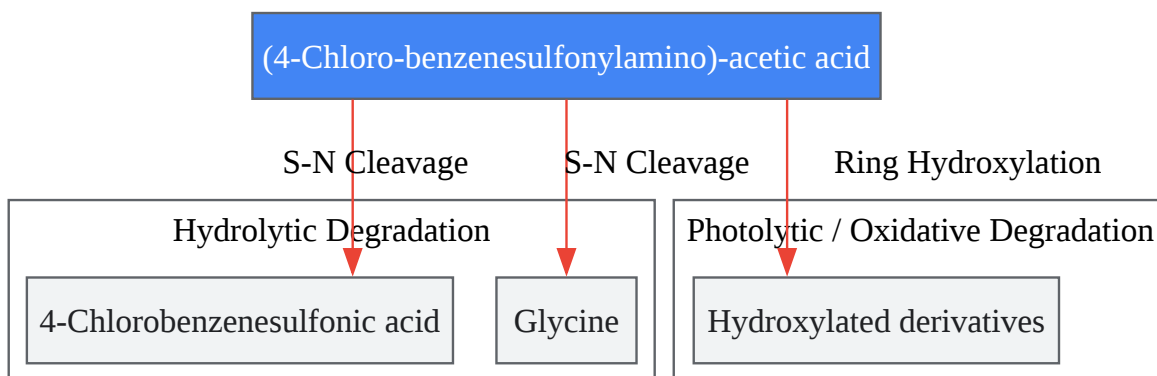 (4-Chloro-benzenesulfonylamino)-acetic acid
S-N Cleavage
S-N Cleavage
Ring Hydroxylation
Hydrolytic Degradation
Photolytic / Oxidative Degradation
4-Chlorobenzenesulfonic acid
Glycine
Hydroxylated derivatives